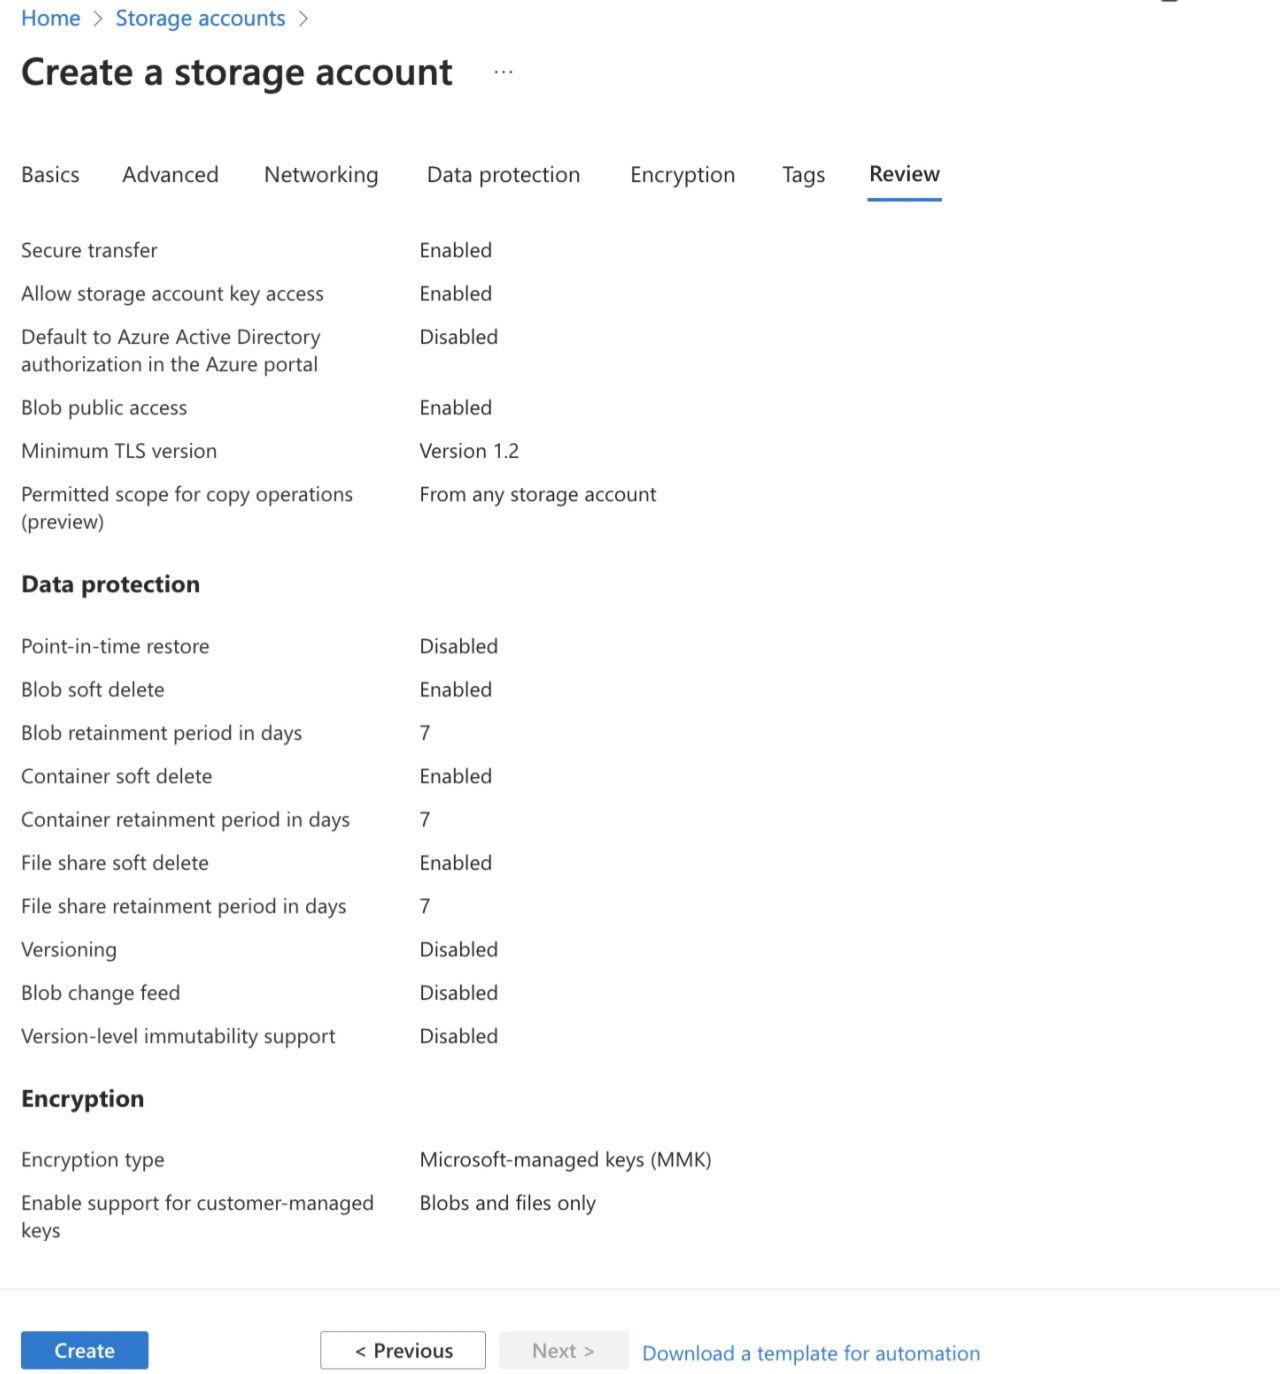 Home > Storage accounts >
Create a storage account ...
Basics Advanced Networking Data protection Encryption Tags Review
Secure transfer Enabled
Allow storage account key access Enabled
Default to Azure Active Directory Disabled
authorization in the Azure portal
Blob public access Enabled
Minimum TLS version Version 1.2
Permitted scope for copy operations From any storage account
(preview)
Data protection
Point-in-time restore Disabled
Blob soft delete Enabled
Blob retainment period in days 7
Container soft delete Enabled
Container retainment period in days 7
File share soft delete Enabled
File share retainment period in days 7
Versioning Disabled
Blob change feed Disabled
Version-level immutability support Disabled
Encryption
Encryption type Microsoft-managed keys (MMK)
Enable support for customer-managed Blobs and files only
keys
Create < Previous Next > Download a template for automation